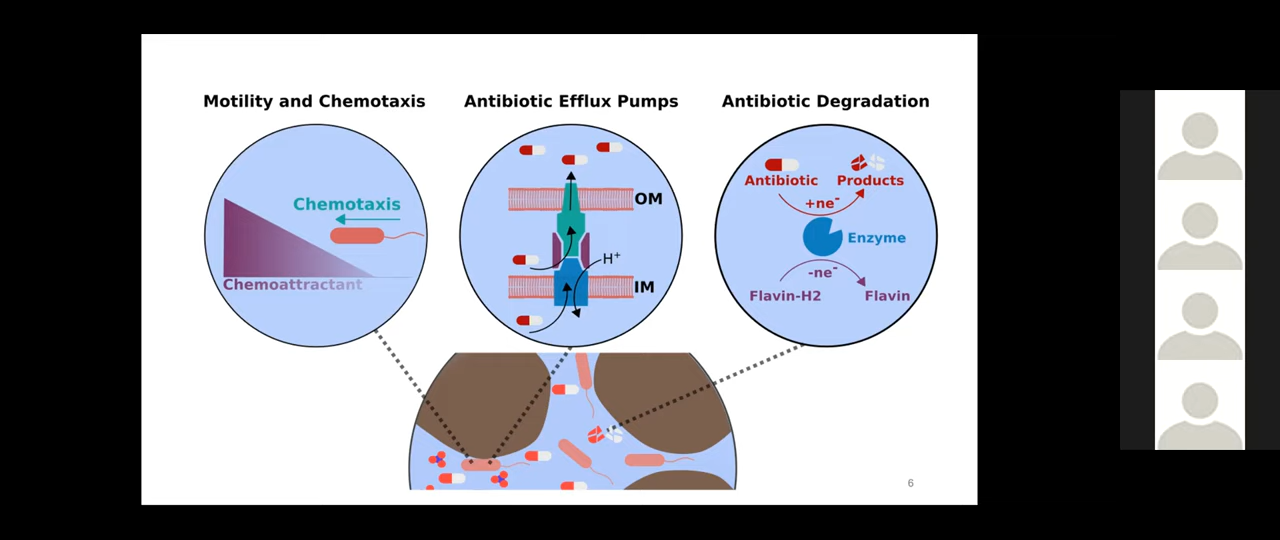 Motility and Chemotaxis
Antibiotic Efflux Pumps
Antibiotic Degradation
Chemotaxis
Chemoattractant
OM
H+
IM
Antibiotic
Products
+ne-
Enzyme
-ne-
Flavin-H2
Flavin
6